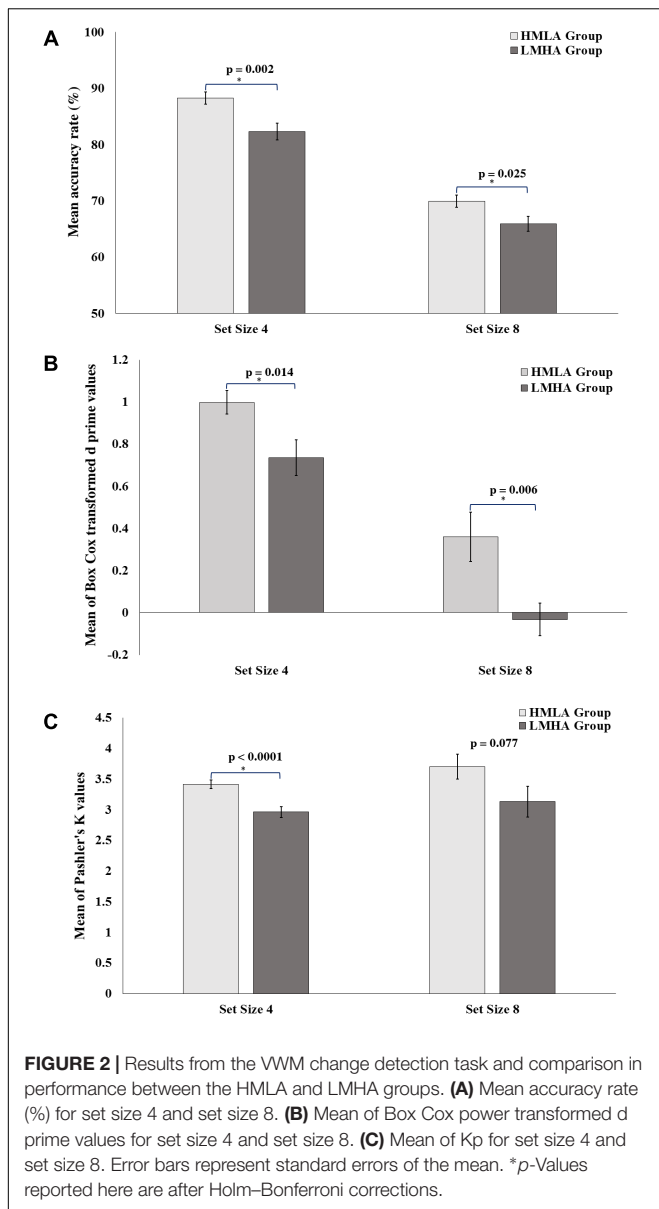 A
100
90
80
70
60
50
Mean accuracy rate (%)
HMLA Group
LMHA Group
p = 0.002
*
p = 0.025
*
Set Size 4
Set Size 8
B
1.2
1
0.8
0.6
0.4
0.2
0
-0.2
Mean of Box Cox transformed d prime values
HMLA Group
LMHA Group
p = 0.014
*
p = 0.006
*
Set Size 4
Set Size 8
C
4.5
4
3.5
3
2.5
2
1.5
1
0.5
0
Mean of Pashler's K values
HMLA Group
LMHA Group
p < 0.0001
*
p = 0.077
Set Size 4
Set Size 8
FIGURE 2 | Results from the VWM change detection task and comparison in
performance between the HMLA and LMHA groups. (A) Mean accuracy rate
(%) for set size 4 and set size 8. (B) Mean of Box Cox power transformed d
prime values for set size 4 and set size 8. (C) Mean of Kp for set size 4 and
set size 8. Error bars represent standard errors of the mean. *p-Values
reported here are after Holm–Bonferroni corrections.